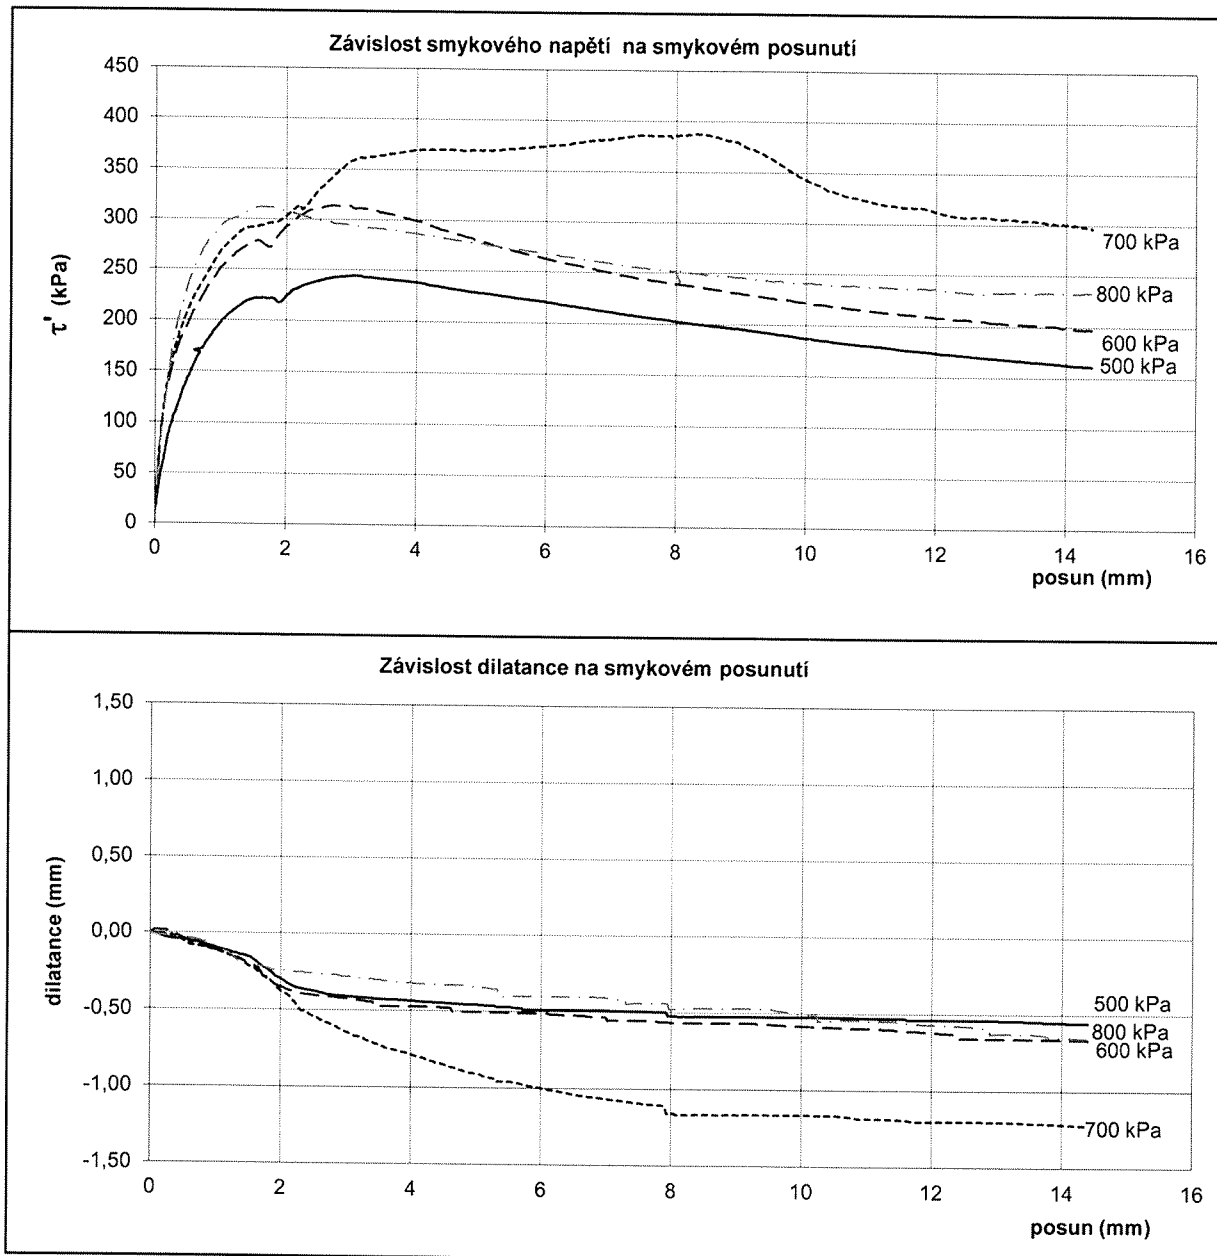 Závislost smykového napětí na smykovém posunutí
450
400
350
300
250
200
150
100
50
0
τ' (kPa)
700 kPa
800 kPa
600 kPa
500 kPa
0 2 4 6 8 10 12 14 16
posun (mm)
Závislost dilatance na smykovém posunutí
1,50
1,00
0,50
0,00
-0,50
-1,00
-1,50
dilatance (mm)
500 kPa
800 kPa
600 kPa
700 kPa
0 2 4 6 8 10 12 14 16
posun (mm)